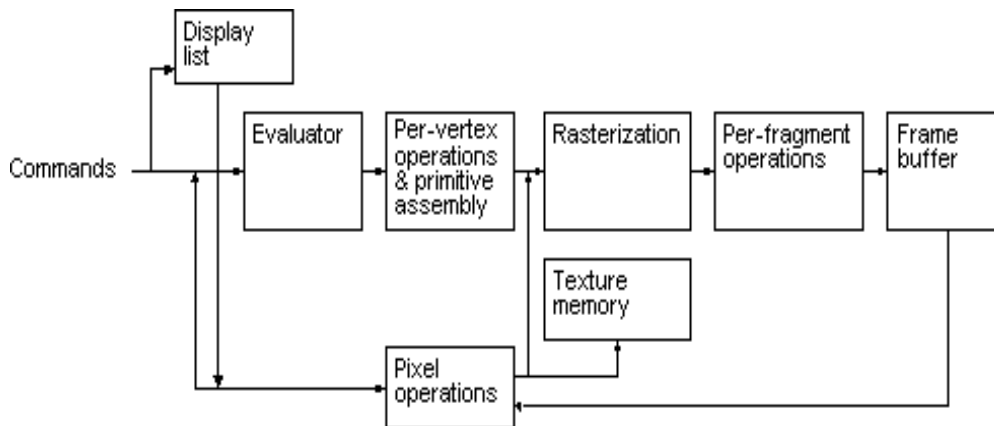 Display
list
Commands
Evaluator
Per-vertex
operations
& primitive
assembly
Rasterization
Per-fragment
operations
Frame
buffer
Texture
memory
Pixel
operations